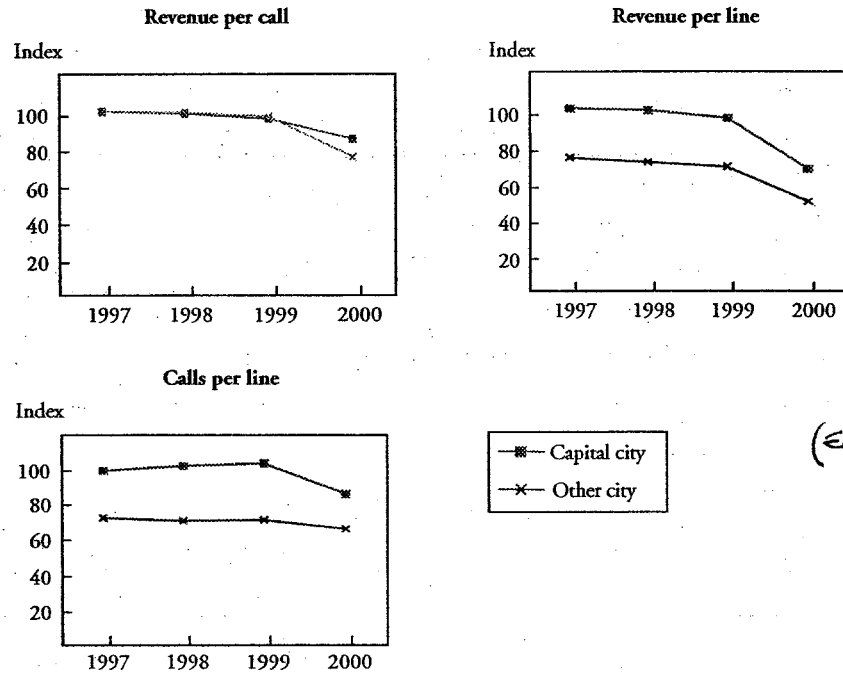 Revenue per call
Index
100
80
60
40
20
1997 1998 1999 2000
Revenue per line
Index
100
80
60
40
20
1997 1998 1999 2000
Calls per line
Index
100
80
60
40
20
1997 1998 1999 2000
Capital city
Other city